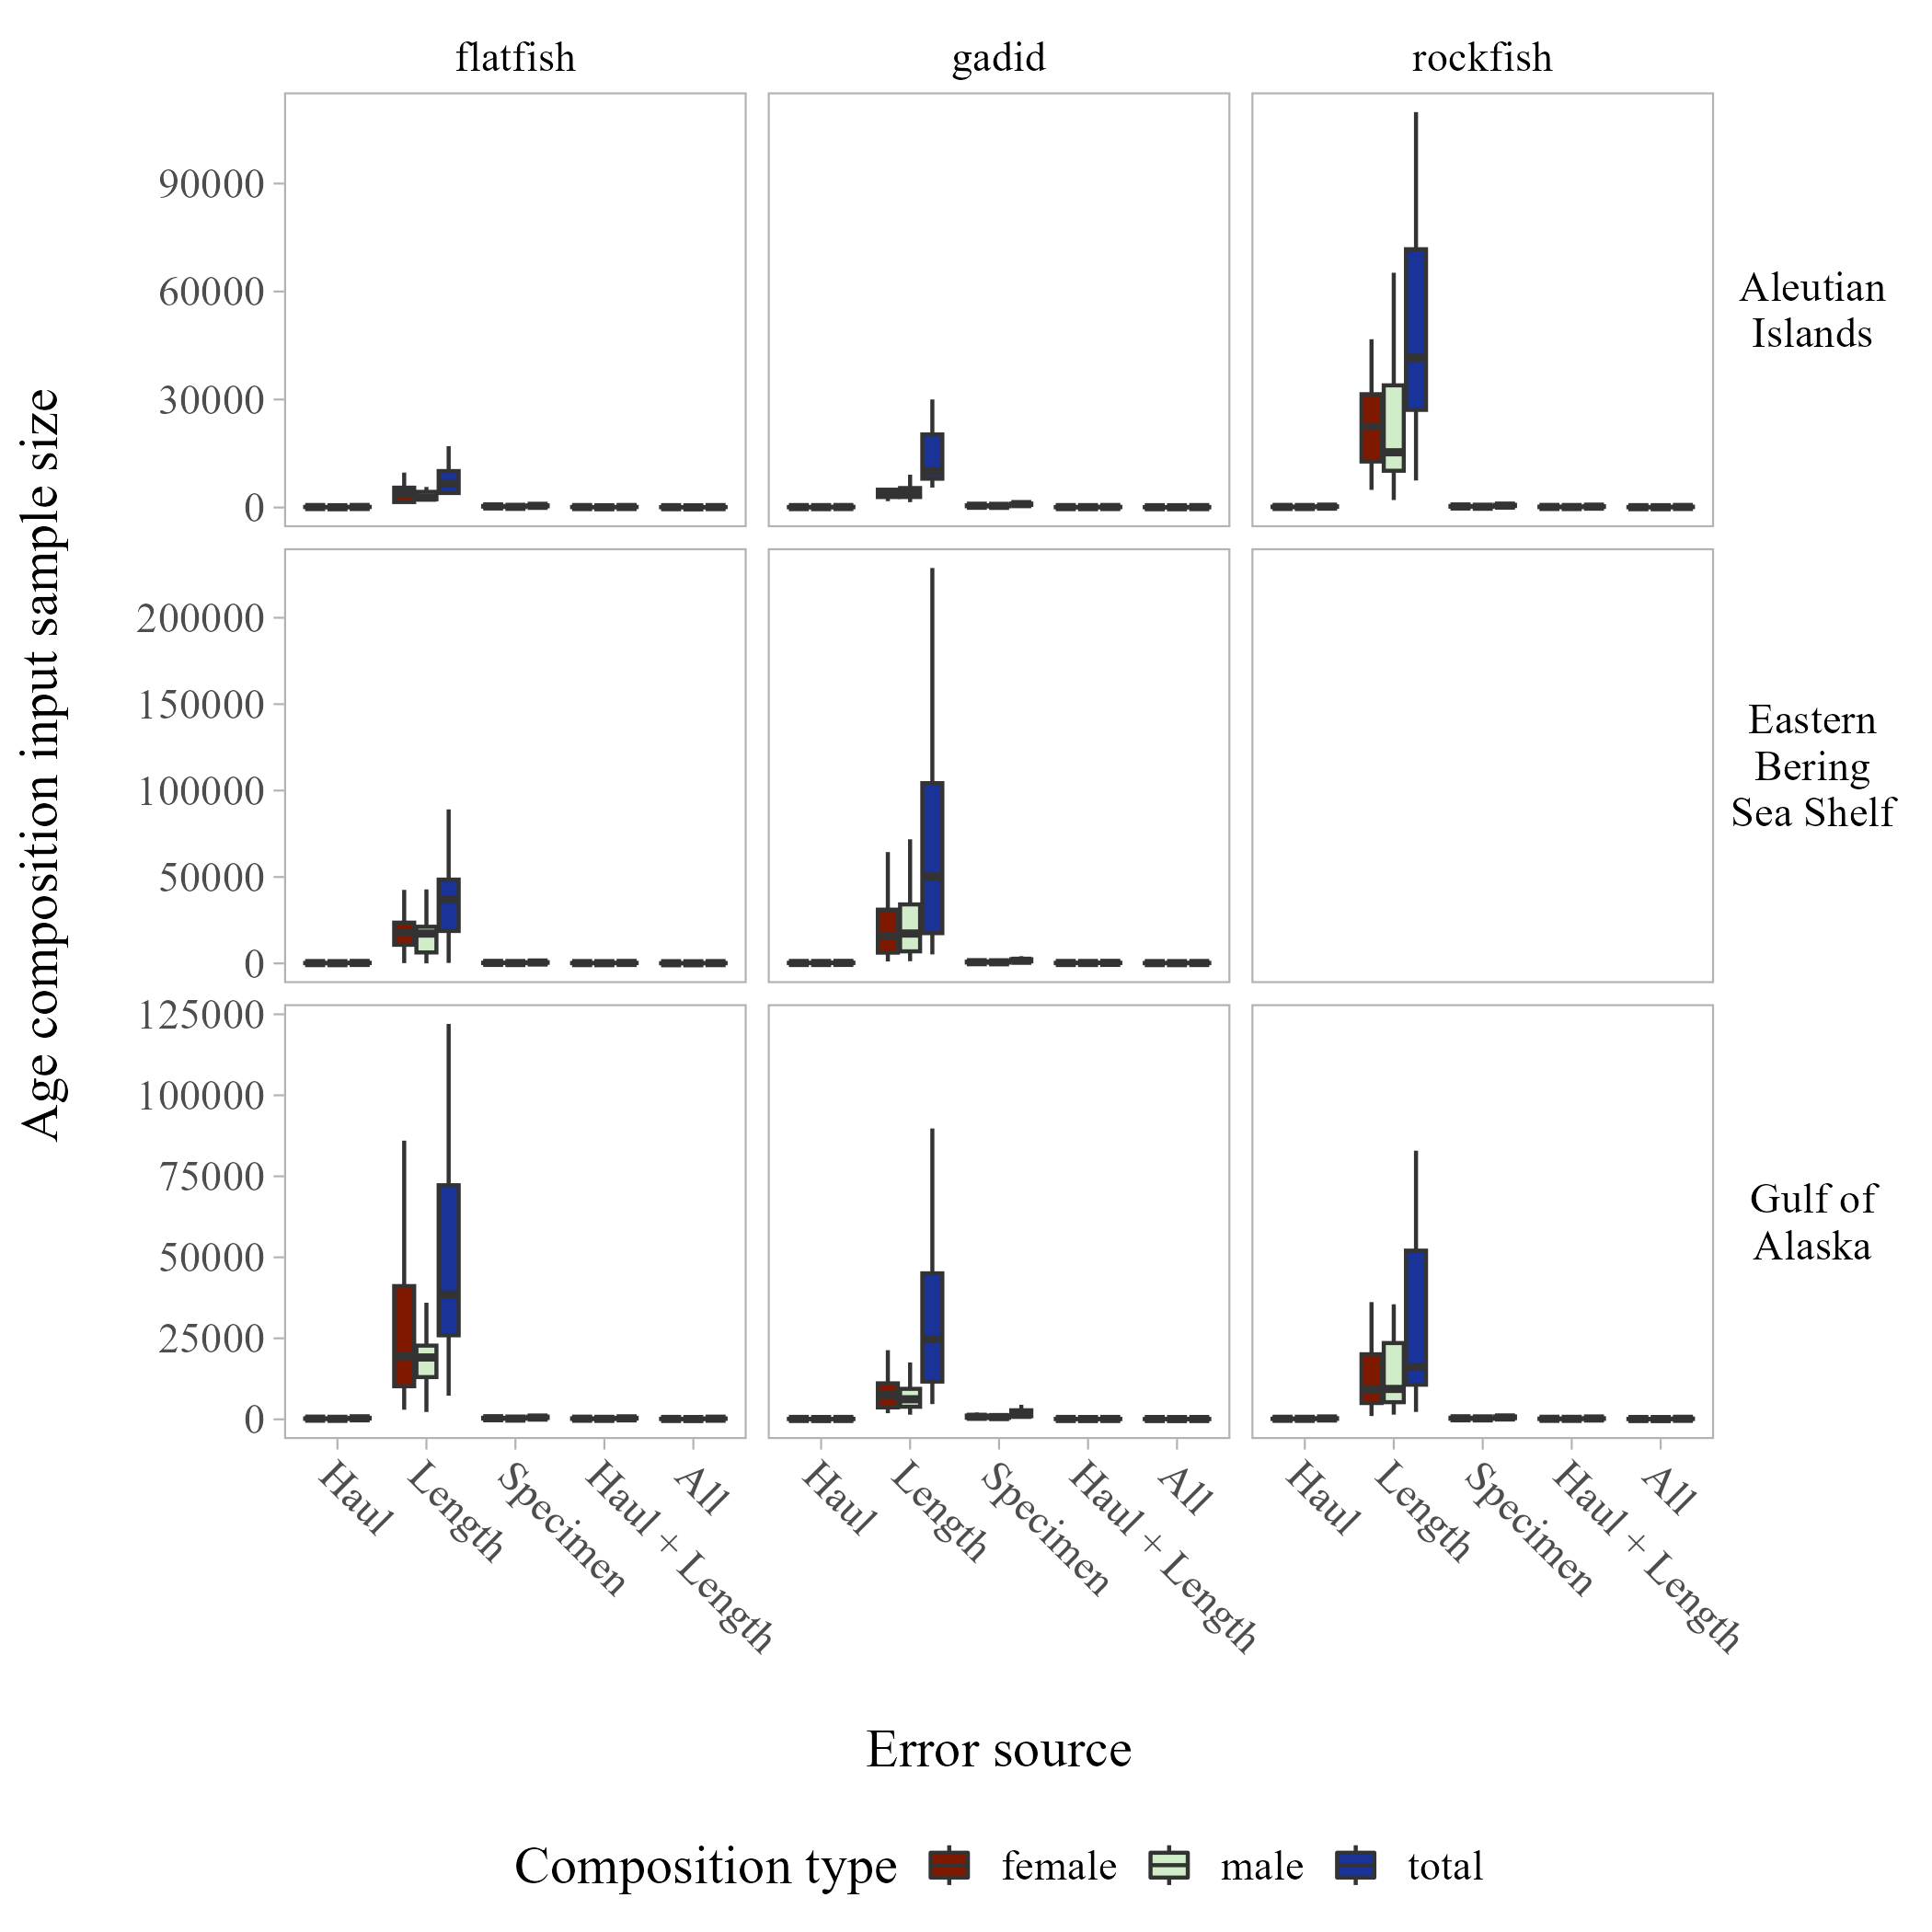 flatfish gadid rockfish
90000
60000
30000
0
Aleutian
Islands
200000
150000
100000
50000
0
Eastern
Bering
Sea Shelf
125000
100000
75000
50000
25000
0
Gulf of
Alaska
Age composition input sample size
Haul Length Specimen Haul + Length All
Haul Length Specimen Haul + Length All
Haul Length Specimen Haul + Length All
Error source
Composition type female male total